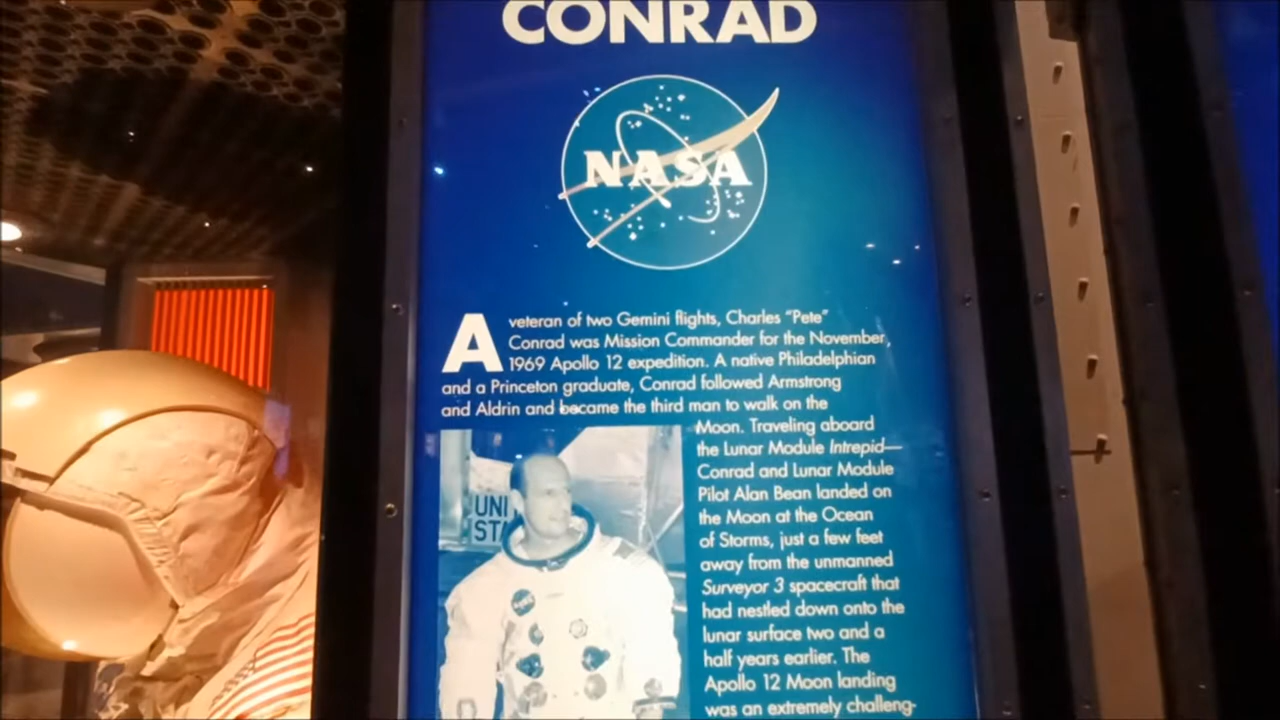 CONRAD
NASA
A veteran of two Gemini flights, Charles “Pete”
Conrad was Mission Commander for the November,
1969 Apollo 12 expedition. A native Philadelphian
and a Princeton graduate, Conrad followed Armstrong
and Aldrin and became the third man to walk on the
Moon. Traveling aboard
the Lunar Module Intrepid—
Conrad and Lunar Module
Pilot Alan Bean landed on
the Moon at the Ocean
of Storms, just a few feet
away from the unmanned
Surveyor 3 spacecraft that
had nestled down onto the
lunar surface two and a
half years earlier. The
Apollo 12 Moon landing
was an extremely challeng-
UNI
STA